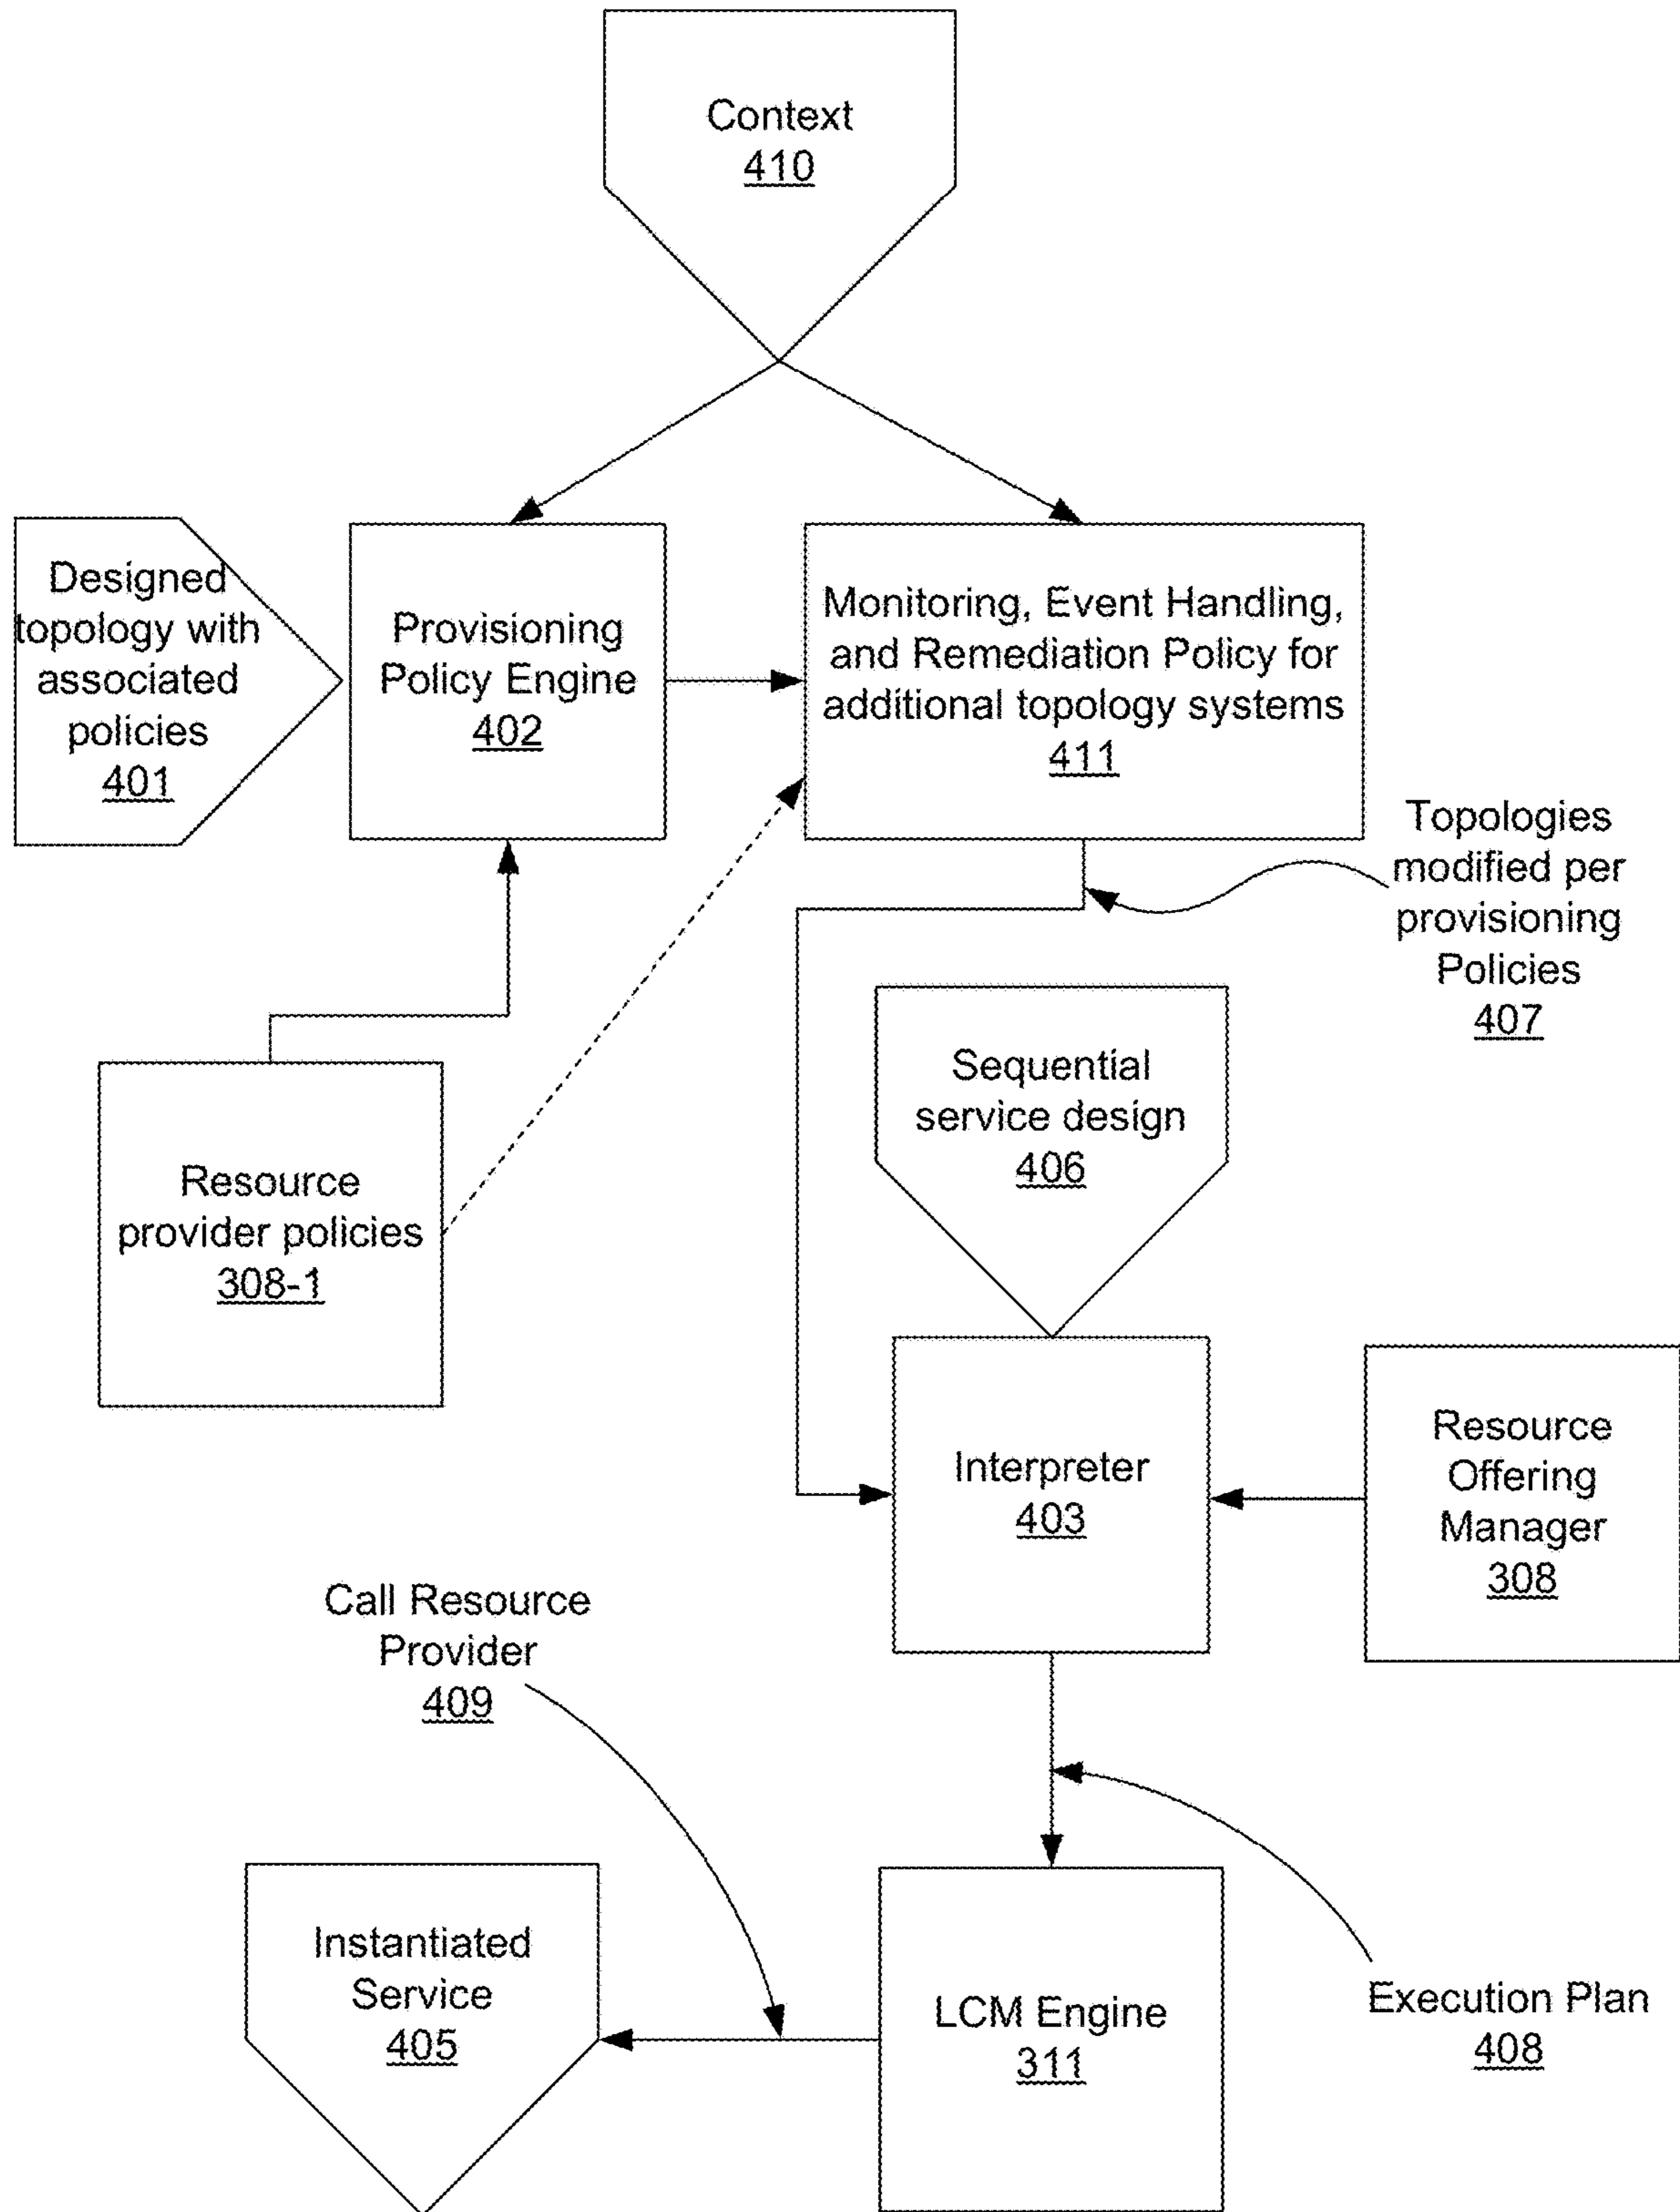 Context
410
Designed
topology with
associated
policies
401
Provisioning
Policy Engine
402
Monitoring, Event Handling,
and Remediation Policy for
additional topology systems
411
Topologies
modified per
provisioning
Policies
407
Resource
provider policies
308-1
Sequential
service design
406
Interpreter
403
Resource
Offering
Manager
308
Call Resource
Provider
409
Instantiated
Service
405
LCM Engine
311
Execution Plan
408